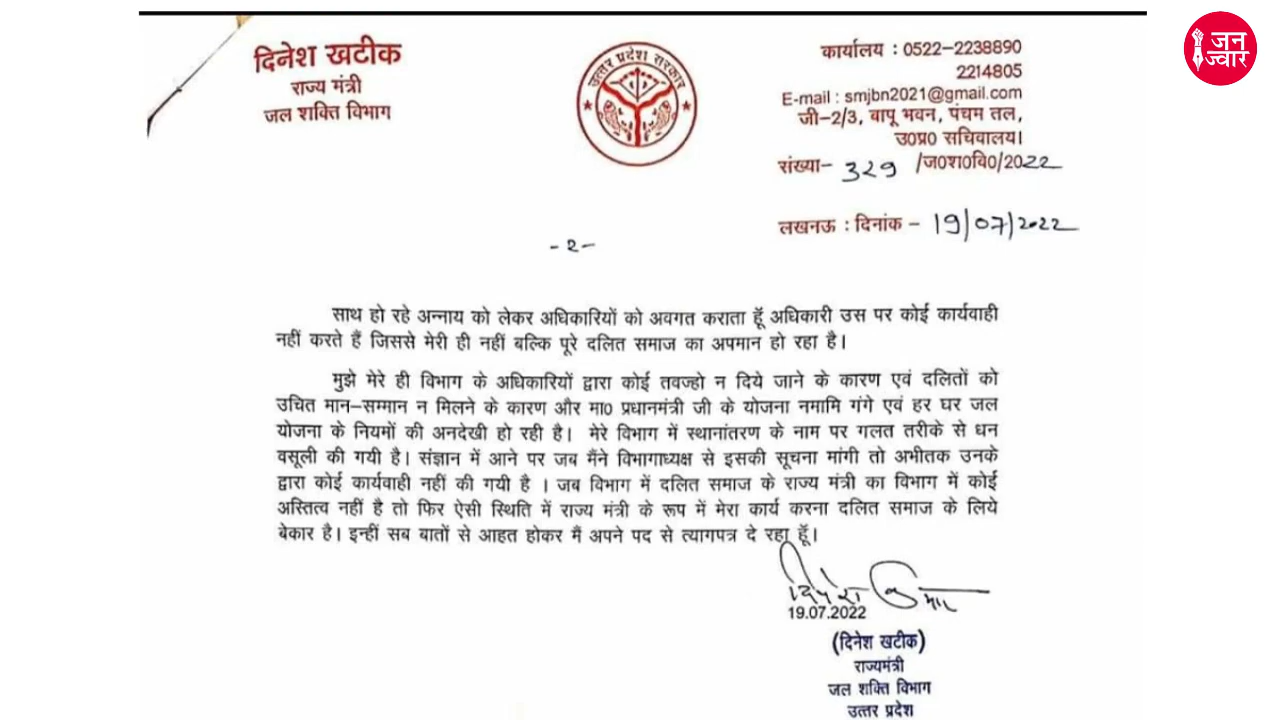 दिनेश खटीक
राज्य मंत्री
जल शक्ति विभाग
उत्तर प्रदेश सरकार
कार्यालय : 0522-2238890
2214805
E-mail : smjbn2021@gmail.com
जी-2/3, बापू भवन, पंचम तल,
उ0प्र0 सचिवालय।
संख्या- 329 /ज0श0वि0/2022
लखनऊ : दिनांक - 19/07/2022
जन
ज्वार
-२-
साथ हो रहे अन्नाय को लेकर अधिकारियों को अवगत कराता हूॅं अधिकारी उस पर कोई कार्यवाही
नहीं करते हैं जिससे मेरी ही नहीं बल्कि पूरे दलित समाज का अपमान हो रहा है।
मुझे मेरे ही विभाग के अधिकारियों द्वारा कोई तवज्हो न दिये जाने के कारण एवं दलितों को
उचित मान-सम्मान न मिलने के कारण और मा0 प्रधानमंत्री जी के योजना नमामि गंगे एवं हर घर जल
योजना के नियमों की अनदेखी हो रही है। मेरे विभाग में स्थानांतरण के नाम पर गलत तरीके से धन
वसूली की गयी है। संज्ञान में आने पर जब मैंने विभागाध्यक्ष से इसकी सूचना मांगी तो अभीतक उनके
द्वारा कोई कार्यवाही नहीं की गयी है । जब विभाग में दलित समाज के राज्य मंत्री का विभाग में कोई
अस्तित्व नहीं है तो फिर ऐसी स्थिति में राज्य मंत्री के रूप में मेरा कार्य करना दलित समाज के लिये
बेकार है। इन्हीं सब बातों से आहत होकर मैं अपने पद से त्यागपत्र दे रहा हूॅं।
दिनेश कुमार
19.07.2022
(दिनेश खटीक)
राज्यमंत्री
जल शक्ति विभाग
उत्तर प्रदेश